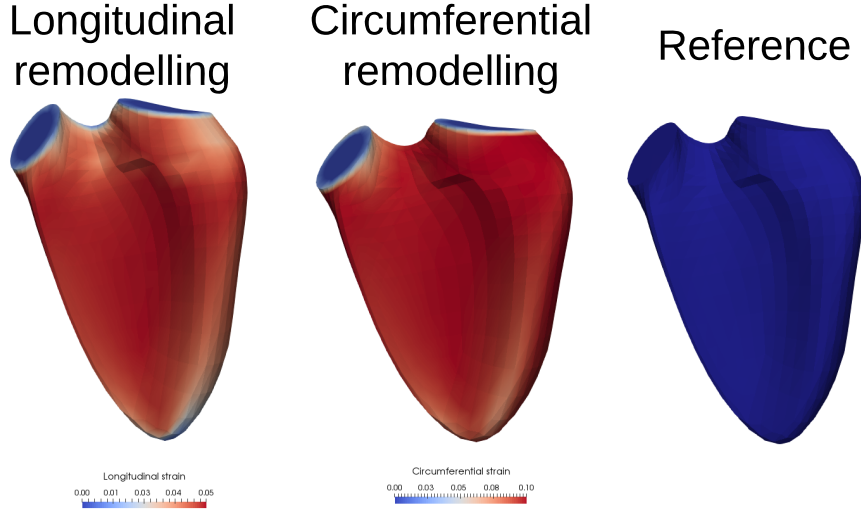 Longitudinal
remodelling
Circumferential
remodelling
Reference
Longitudinal strain
0.00 0.01 0.03 0.04 0.05
Circumferential strain
0.00 0.03 0.05 0.08 0.10